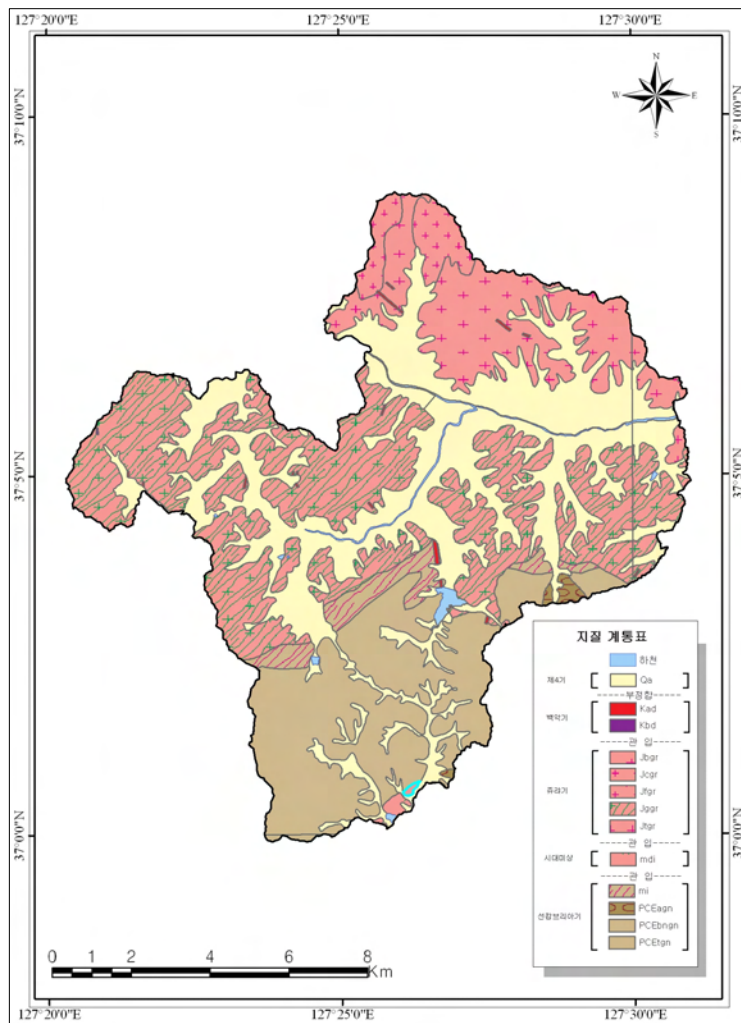 127°20'0"E 127°25'0"E 127°30'0"E
N
W E
S
37°10'0"N 37°10'0"N
37°5'0"N 37°5'0"N
37°0'0"N 37°0'0"N
지질 계통표
하천
제4기 Qa
부정합
백악기 Kad
Kbd
관 입
쥬라기 Jbgr
Jcgr
Jfgr
Jggr
Jtgr
관 입
시대미상 mdi
관 입
선캄브리아기 mi
PCEagn
PCEbngn
PCEtgn
0 1 2 4 6 8
Km
127°20'0"E 127°25'0"E 127°30'0"E